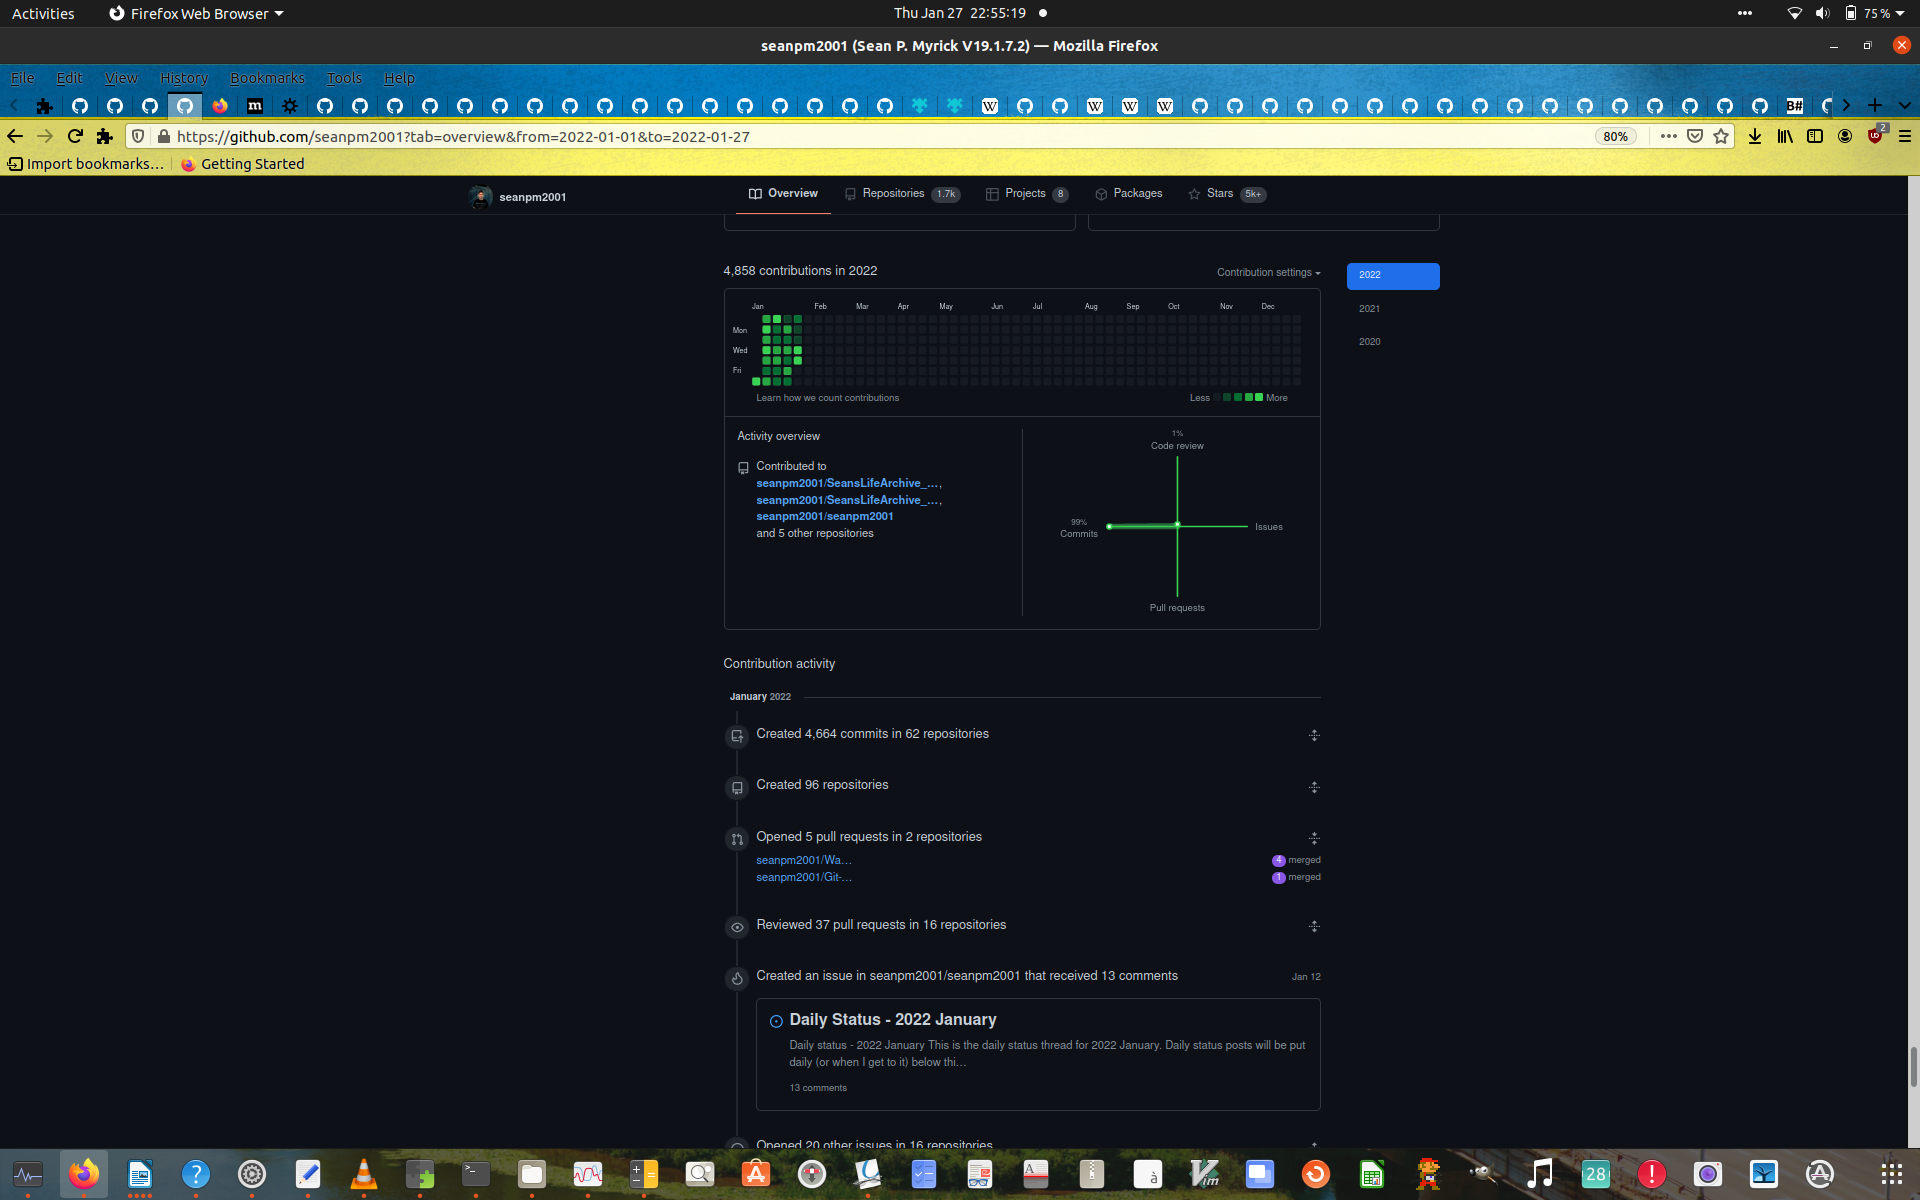 Activities
Firefox Web Browser
Thu Jan 27 22:55:19
75 %
seanpm2001 (Sean P. Myrick V19.1.7.2) — Mozilla Firefox
File Edit View History Bookmarks Tools Help
m
W
W
W
W
B#
https://github.com/seanpm2001?tab=overview&from=2022-01-01&to=2022-01-27
80%
2
Import bookmarks…
Getting Started
seanpm2001
Overview
Repositories 1.7k
Projects 8
Packages
Stars 5k+
4,858 contributions in 2022
Contribution settings
2022
2021
2020
Jan Feb Mar Apr May Jun Jul Aug Sep Oct Nov Dec
Mon
Wed
Fri
Learn how we count contributions
Less More
Activity overview
Contributed to
seanpm2001/SeansLifeArchive_…,
seanpm2001/SeansLifeArchive_…,
seanpm2001/seanpm2001
and 5 other repositories
1%
Code review
99%
Commits
Issues
Pull requests
Contribution activity
January 2022
Created 4,664 commits in 62 repositories
Created 96 repositories
Opened 5 pull requests in 2 repositories
seanpm2001/Wa…
4 merged
seanpm2001/Git-…
1 merged
Reviewed 37 pull requests in 16 repositories
Created an issue in seanpm2001/seanpm2001 that received 13 comments
Jan 12
Daily Status - 2022 January
Daily status - 2022 January This is the daily status thread for 2022 January. Daily status posts will be put
daily (or when I get to it) below thi…
13 comments
Opened 20 other issues in 16 repositories
28